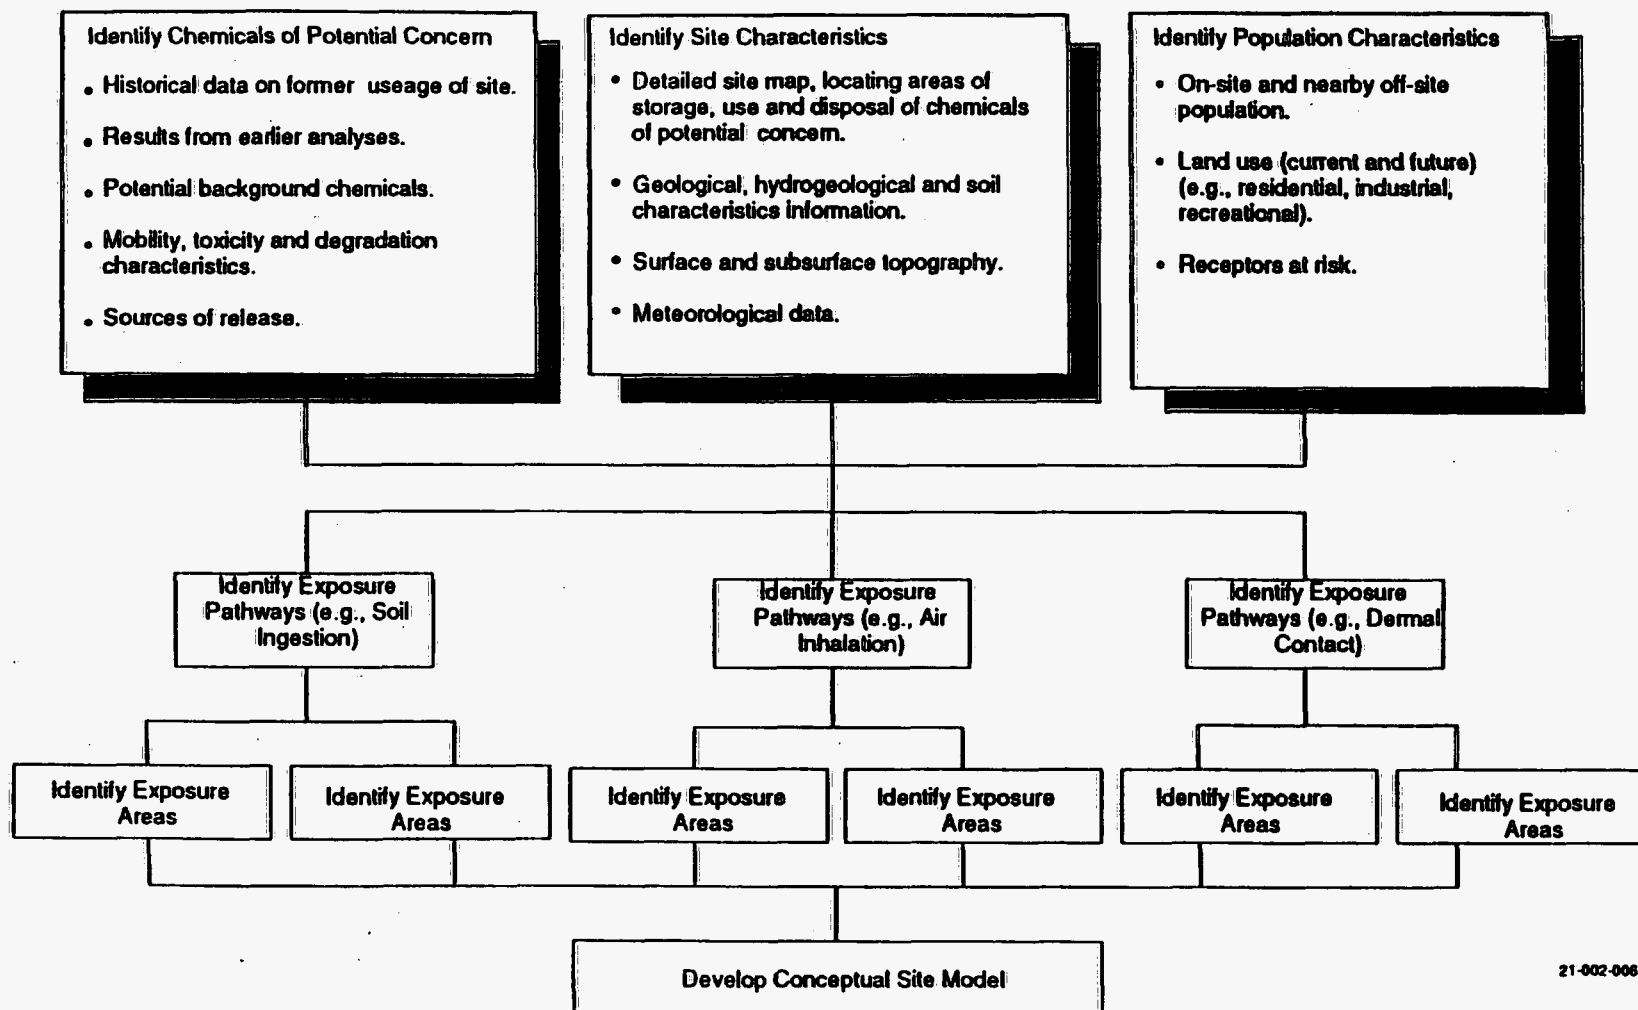 Identify Chemicals of Potential Concern
• Historical data on former useage of site.
• Results from earlier analyses.
• Potential background chemicals.
• Mobility, toxicity and degradation
characteristics.
• Sources of release.
Identify Site Characteristics
• Detailed site map, locating areas of
storage, use and disposal of chemicals
of potential concern.
• Geological, hydrogeological and soil
characteristics information.
• Surface and subsurface topography.
• Meteorological data.
Identify Population Characteristics
• On-site and nearby off-site
population.
• Land use (current and future)
(e.g., residential, industrial,
recreational).
• Receptors at risk.
Identify Exposure
Pathways (e.g., Soil
Ingestion)
Identify Exposure
Pathways (e.g., Air
Inhalation)
Identify Exposure
Pathways (e.g., Dermal
Contact)
Identify Exposure
Areas
Identify Exposure
Areas
Identify Exposure
Areas
Identify Exposure
Areas
Identify Exposure
Areas
Identify Exposure
Areas
Develop Conceptual Site Model
21-002-006